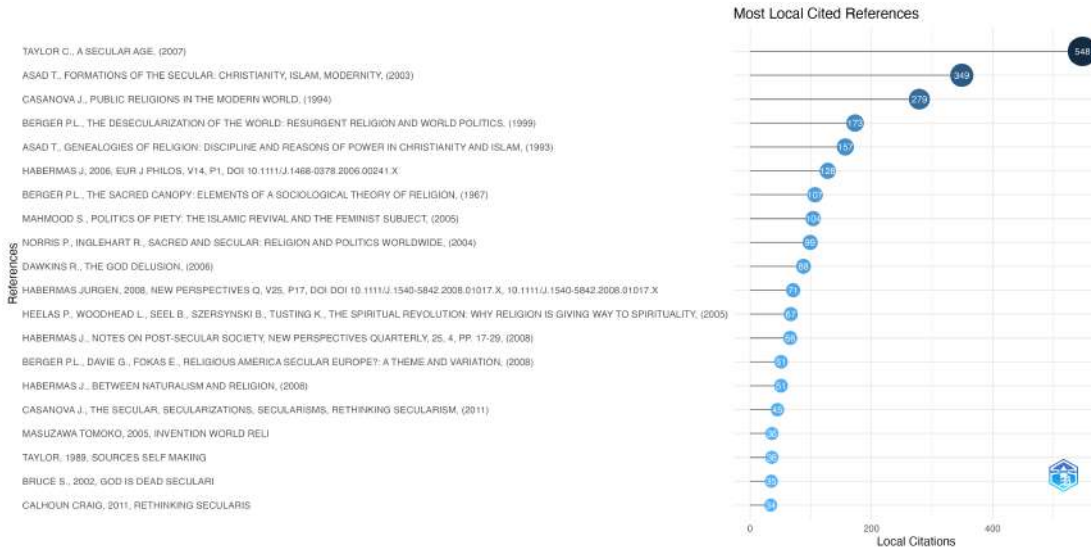 Most Local Cited References
References
TAYLOR C., A SECULAR AGE, (2007)
548
ASAD T., FORMATIONS OF THE SECULAR: CHRISTIANITY, ISLAM, MODERNITY, (2003)
349
CASANOVA J., PUBLIC RELIGIONS IN THE MODERN WORLD, (1994)
279
BERGER P.L., THE DESECULARIZATION OF THE WORLD: RESURGENT RELIGION AND WORLD POLITICS, (1999)
173
ASAD T., GENEALOGIES OF RELIGION: DISCIPLINE AND REASONS OF POWER IN CHRISTIANITY AND ISLAM, (1993)
157
HABERMAS J, 2006, EUR J PHILOS, V14, P1, DOI 10.1111/J.1468-0378.2006.00241.X
128
BERGER P.L., THE SACRED CANOPY: ELEMENTS OF A SOCIOLOGICAL THEORY OF RELIGION, (1967)
107
MAHMOOD S., POLITICS OF PIETY: THE ISLAMIC REVIVAL AND THE FEMINIST SUBJECT, (2005)
104
NORRIS P., INGLEHART R., SACRED AND SECULAR: RELIGION AND POLITICS WORLDWIDE, (2004)
99
DAWKINS R., THE GOD DELUSION, (2006)
88
HABERMAS JURGEN, 2008, NEW PERSPECTIVES Q, V25, P17, DOI DOI 10.1111/J.1540-5842.2008.01017.X, 10.1111/J.1540-5842.2008.01017.X
71
HEELAS P., WOODHEAD L., SEEL B., SZERSYNSKI B., TUSTING K., THE SPIRITUAL REVOLUTION: WHY RELIGION IS GIVING WAY TO SPIRITUALITY, (2005)
67
HABERMAS J., NOTES ON POST-SECULAR SOCIETY, NEW PERSPECTIVES QUARTERLY, 25, 4, PP. 17-29, (2008)
BERGER P.L., DAVIE G., FOKAS E., RELIGIOUS AMERICA SECULAR EUROPE?: A THEME AND VARIATION, (2008)
51
HABERMAS J., BETWEEN NATURALISM AND RELIGION, (2008)
51
CASANOVA J., THE SECULAR, SECULARIZATIONS, SECULARISMS, RETHINKING SECULARISM, (2011)
45
MASUZAWA TOMOKO, 2005, INVENTION WORLD RELI
TAYLOR, 1989, SOURCES SELF MAKING
36
BRUCE S., 2002, GOD IS DEAD SECULARI
35
CALHOUN CRAIG, 2011, RETHINKING SECULARIS
34
0 200 400
Local Citations